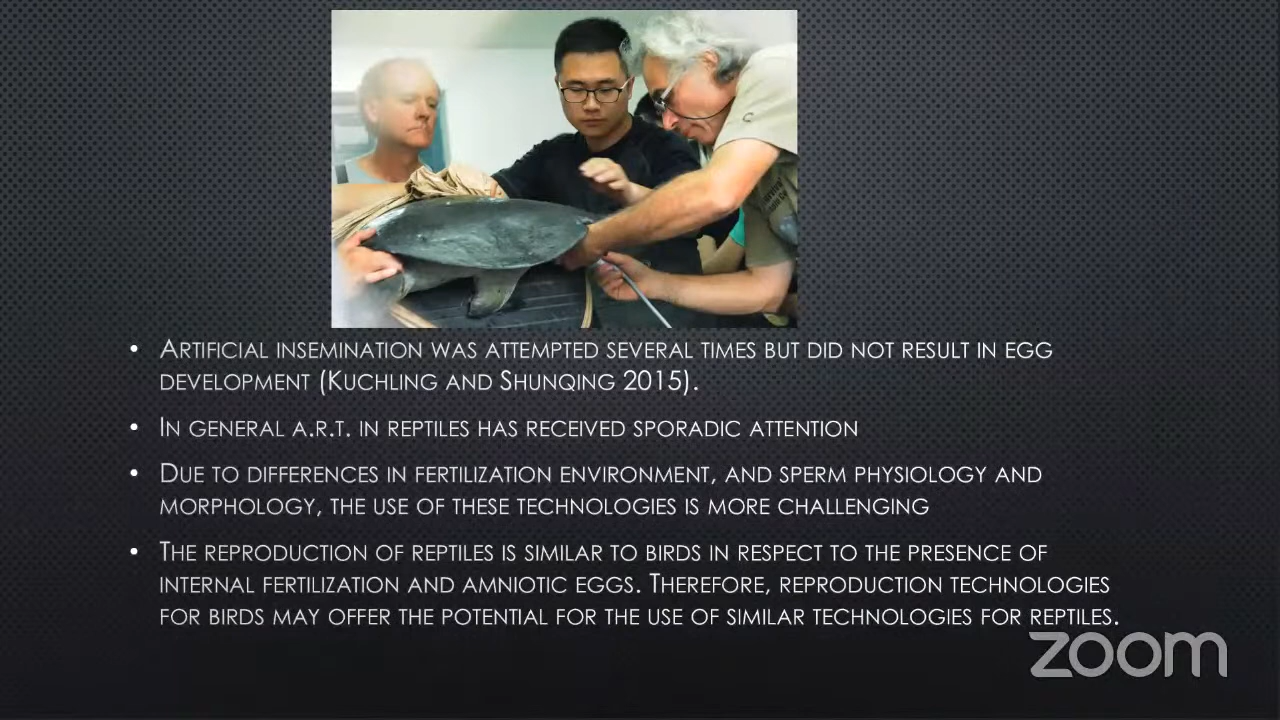 • Artificial insemination was attempted several times but did not result in egg
development (Kuchling and Shunqing 2015).
• In general a.r.t. in reptiles has received sporadic attention
• Due to differences in fertilization environment, and sperm physiology and
morphology, the use of these technologies is more challenging
• The reproduction of reptiles is similar to birds in respect to the presence of
internal fertilization and amniotic eggs. Therefore, reproduction technologies
for birds may offer the potential for the use of similar technologies for reptiles.
zoom